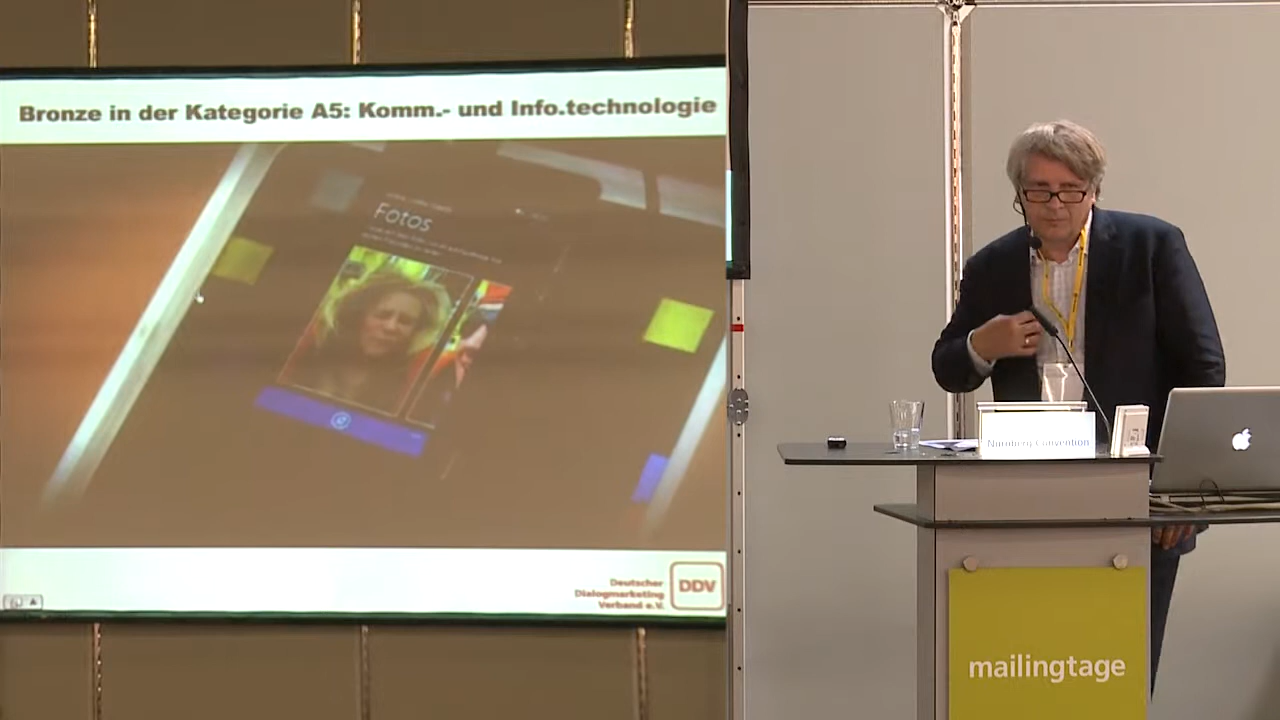 Bronze in der Kategorie A5: Komm.- und Info.technologie
Fotos
Deutscher
Dialogmarketing
Verband e.V.
DDV
Nürnberg Convention
mailingtage